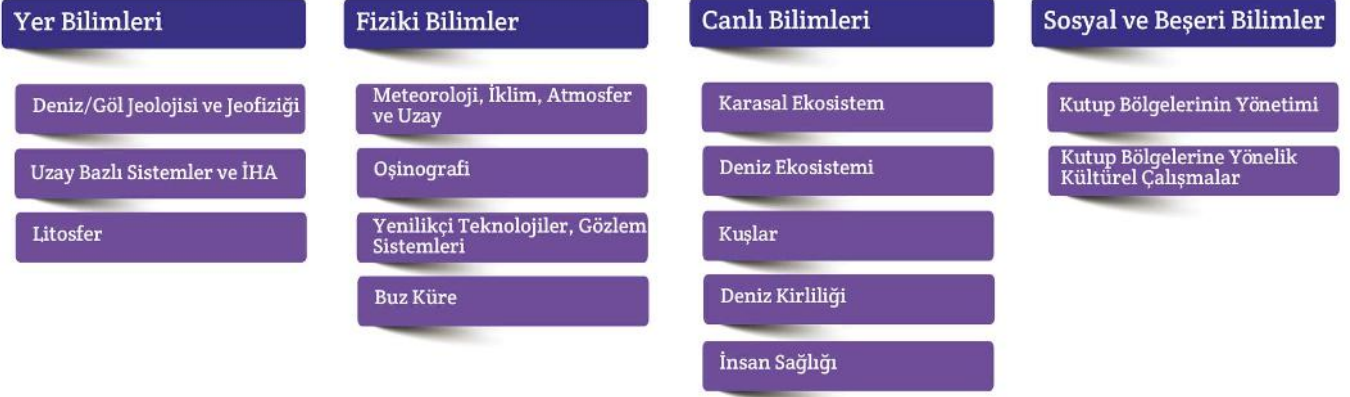 Yer Bilimleri
Deniz/Göl Jeolojisi ve Jeofiziği
Uzay Bazlı Sistemler ve İHA
Litosfer
Fiziki Bilimler
Meteoroloji, İklim, Atmosfer
ve Uzay
Oşinografi
Yenilikçi Teknolojiler, Gözlem
Sistemleri
Buz Küre
Canlı Bilimleri
Karasal Ekosistem
Deniz Ekosistemi
Kuşlar
Deniz Kirliliği
İnsan Sağlığı
Sosyal ve Beşeri Bilimler
Kutup Bölgelerinin Yönetimi
Kutup Bölgelerine Yönelik
Kültürel Çalışmalar